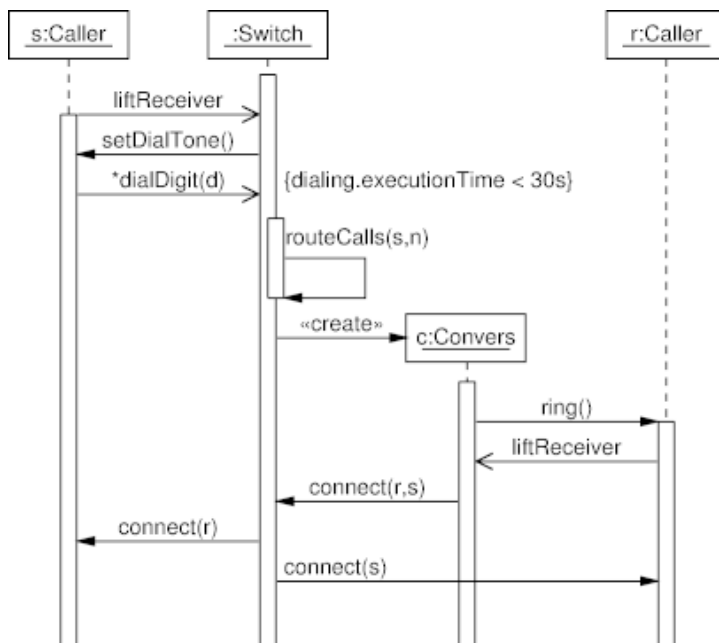 s:Caller
:Switch
r:Caller
liftReceiver
setDialTone()
*dialDigit(d)
{dialing.executionTime < 30s}
routeCalls(s,n)
«create»
c:Convers
ring()
liftReceiver
connect(r,s)
connect(r)
connect(s)